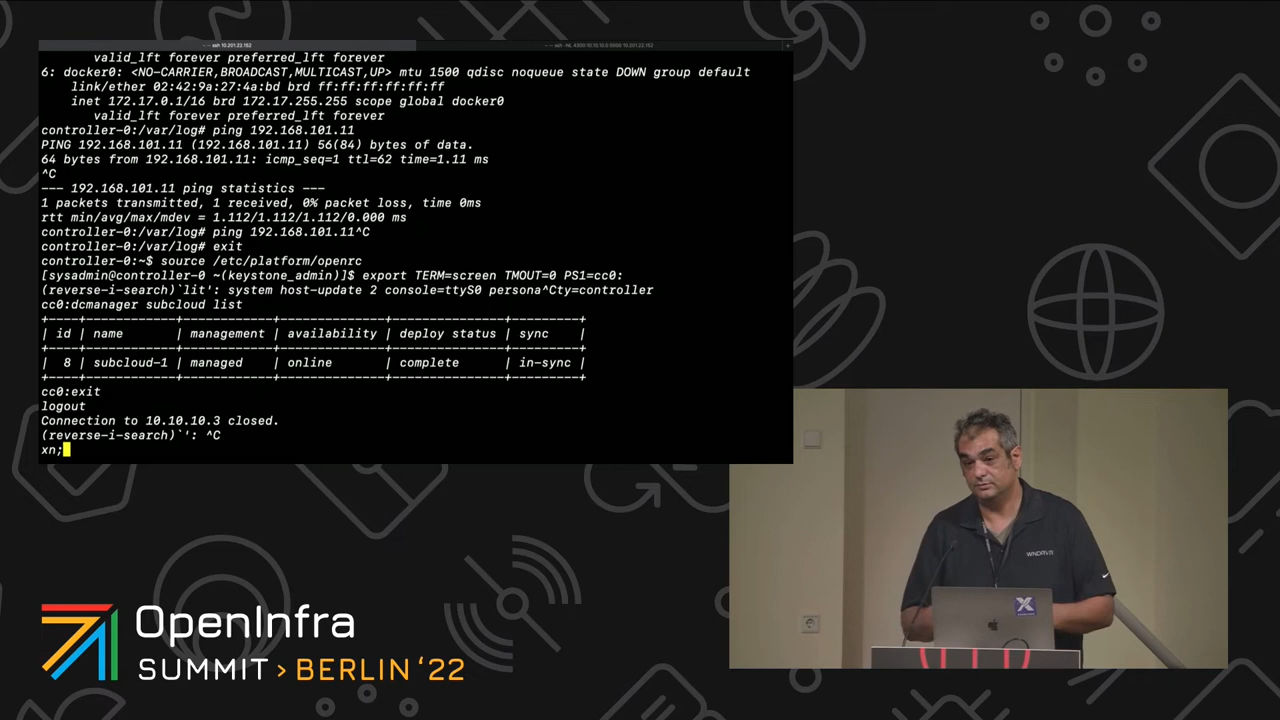 -- ssh 10.201.22.152
valid_lft forever preferred_lft forever
6: docker0: <NO-CARRIER,BROADCAST,MULTICAST,UP> mtu 1500 qdisc noqueue state DOWN group default
link/ether 02:42:9a:27:4a:bd brd ff:ff:ff:ff:ff:ff
inet 172.17.0.1/16 brd 172.17.255.255 scope global docker0
valid_lft forever preferred_lft forever
controller-0:/var/log# ping 192.168.101.11
PING 192.168.101.11 (192.168.101.11) 56(84) bytes of data.
64 bytes from 192.168.101.11: icmp_seq=1 ttl=62 time=1.11 ms
^C
--- 192.168.101.11 ping statistics ---
1 packets transmitted, 1 received, 0% packet loss, time 0ms
rtt min/avg/max/mdev = 1.112/1.112/1.112/0.000 ms
controller-0:/var/log# ping 192.168.101.11^C
controller-0:/var/log# exit
controller-0:~$ source /etc/platform/openrc
[sysadmin@controller-0 ~(keystone_admin)]$ export TERM=screen TMOUT=0 PS1=cc0:
(reverse-i-search)`lit': system host-update 2 console=ttyS0 persona^Cty=controller
cc0:dcmanager subcloud list
+----+-----------+------------+--------------+---------------+---------+
| id | name | management | availability | deploy status | sync |
+----+-----------+------------+--------------+---------------+---------+
| 8 | subcloud-1 | managed | online | complete | in-sync |
+----+-----------+------------+--------------+---------------+---------+
cc0:exit
logout
Connection to 10.10.10.3 closed.
(reverse-i-search)`': ^C
xn;
WNDRVR
OpenInfra
SUMMIT > BERLIN ‘22